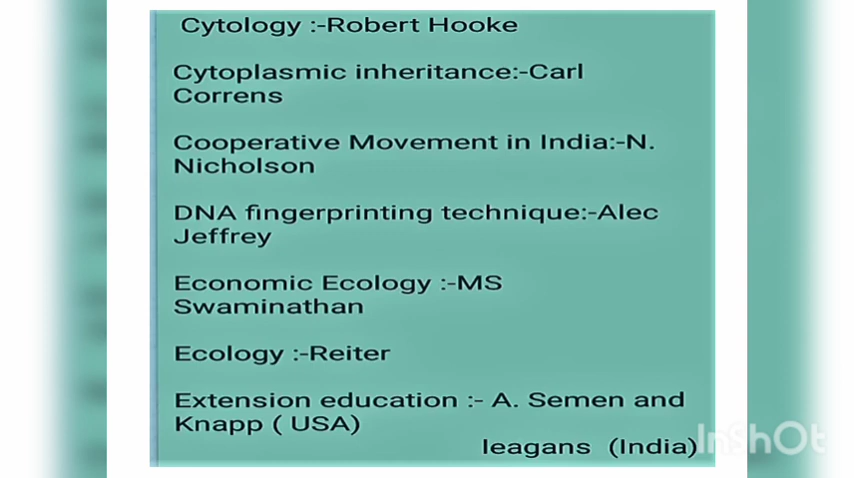 Cytology :-Robert Hooke
Cytoplasmic inheritance:-Carl
Correns
Cooperative Movement in India:-N.
Nicholson
DNA fingerprinting technique:-Alec
Jeffrey
Economic Ecology :-MS
Swaminathan
Ecology :-Reiter
Extension education :- A. Semen and
Knapp ( USA)
leagans (India)
InShOt